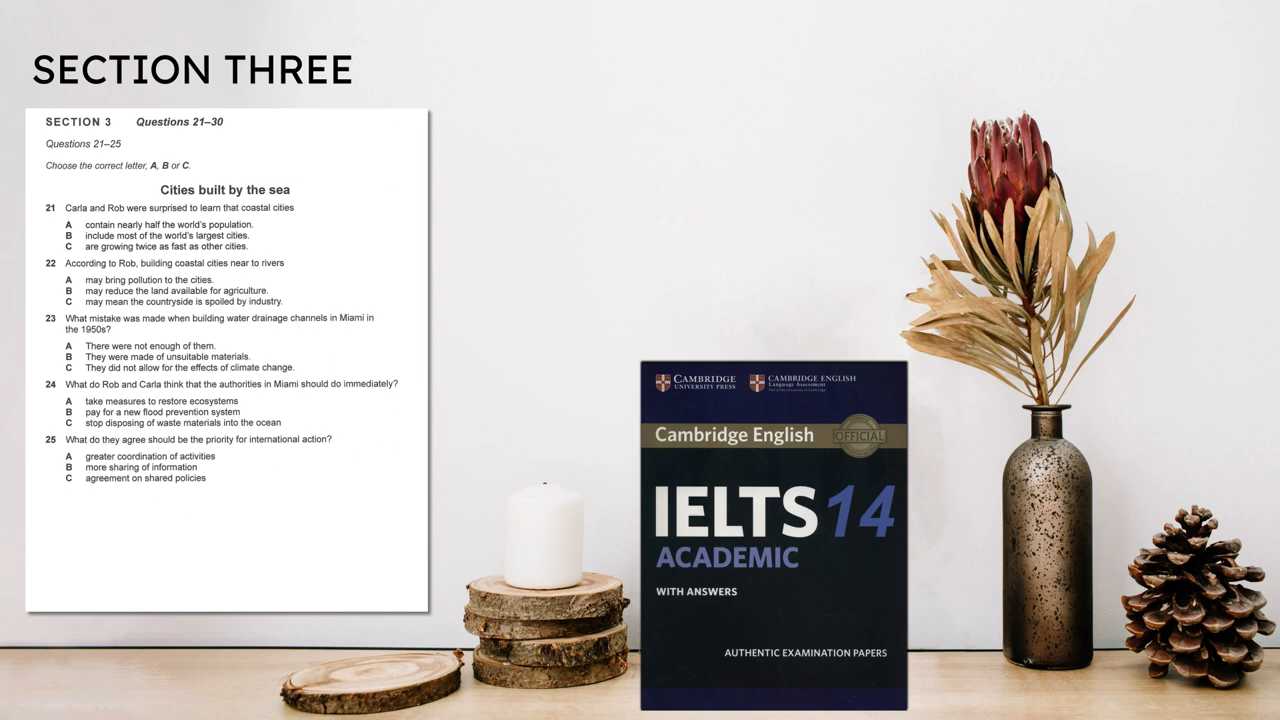 SECTION THREE
SECTION 3 Questions 21–30
Questions 21–25
Choose the correct letter, A, B or C.
Cities built by the sea
21 Carla and Rob were surprised to learn that coastal cities
A contain nearly half the world's population.
B include most of the world's largest cities.
C are growing twice as fast as other cities.
22 According to Rob, building coastal cities near to rivers
A may bring pollution to the cities.
B may reduce the land available for agriculture.
C may mean the countryside is spoiled by industry.
23 What mistake was made when building water drainage channels in Miami in
the 1950s?
A There were not enough of them.
B They were made of unsuitable materials.
C They did not allow for the effects of climate change.
24 What do Rob and Carla think that the authorities in Miami should do immediately?
A take measures to restore ecosystems
B pay for a new flood prevention system
C stop disposing of waste materials into the ocean
25 What do they agree should be the priority for international action?
A greater coordination of activities
B more sharing of information
C agreement on shared policies
CAMBRIDGE
UNIVERSITY PRESS
CAMBRIDGE ENGLISH
Language Assessment
Part of the University of Cambridge
Cambridge English
OFFICIAL
IELTS 14
ACADEMIC
WITH ANSWERS
AUTHENTIC EXAMINATION PAPERS